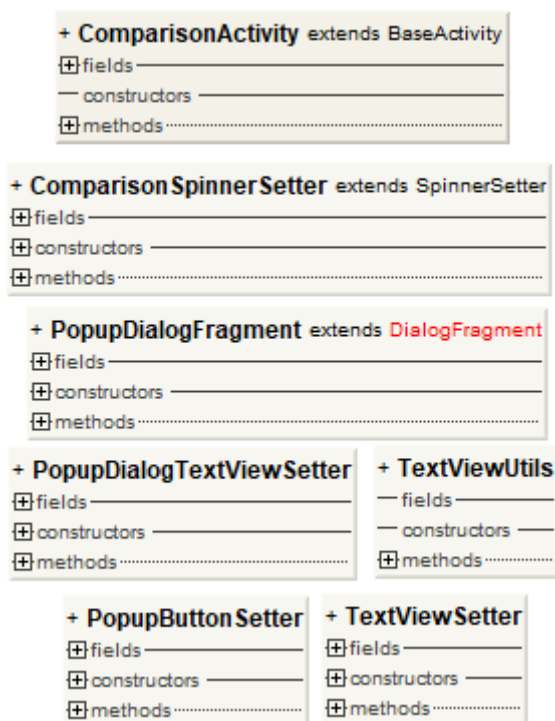 + ComparisonActivity extends BaseActivity
+ fields
constructors
+ methods
+ ComparisonSpinnerSetter extends SpinnerSetter
+ fields
+ constructors
+ methods
+ PopupDialogFragment extends DialogFragment
+ fields
+ constructors
+ methods
+ PopupDialogTextViewSetter
+ fields
+ constructors
+ methods
+ TextViewUtils
fields
constructors
+ methods
+ PopupButtonSetter
+ fields
+ constructors
+ methods
+ TextViewSetter
+ fields
+ constructors
+ methods